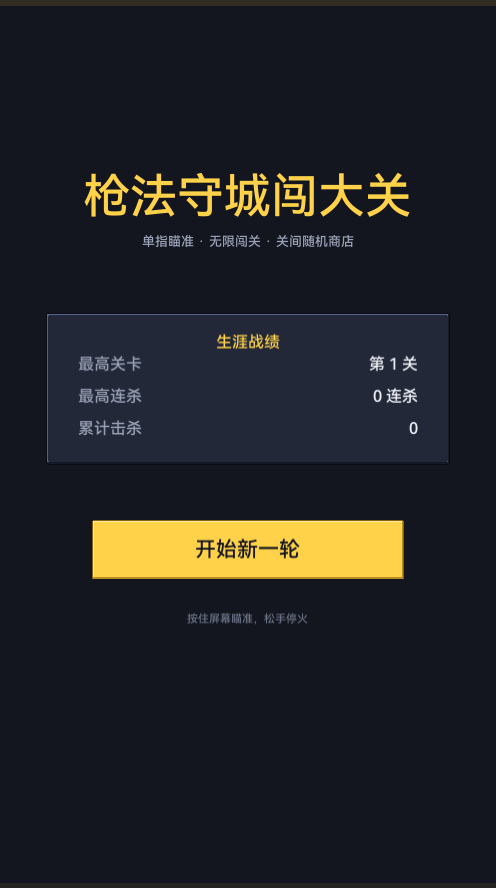 枪法守城闯大关
单指瞄准 · 无限闯关 · 关间随机商店
生涯战绩
最高关卡 第 1 关
最高连杀 0 连杀
累计击杀 0
开始新一轮
按住屏幕瞄准，松手停火